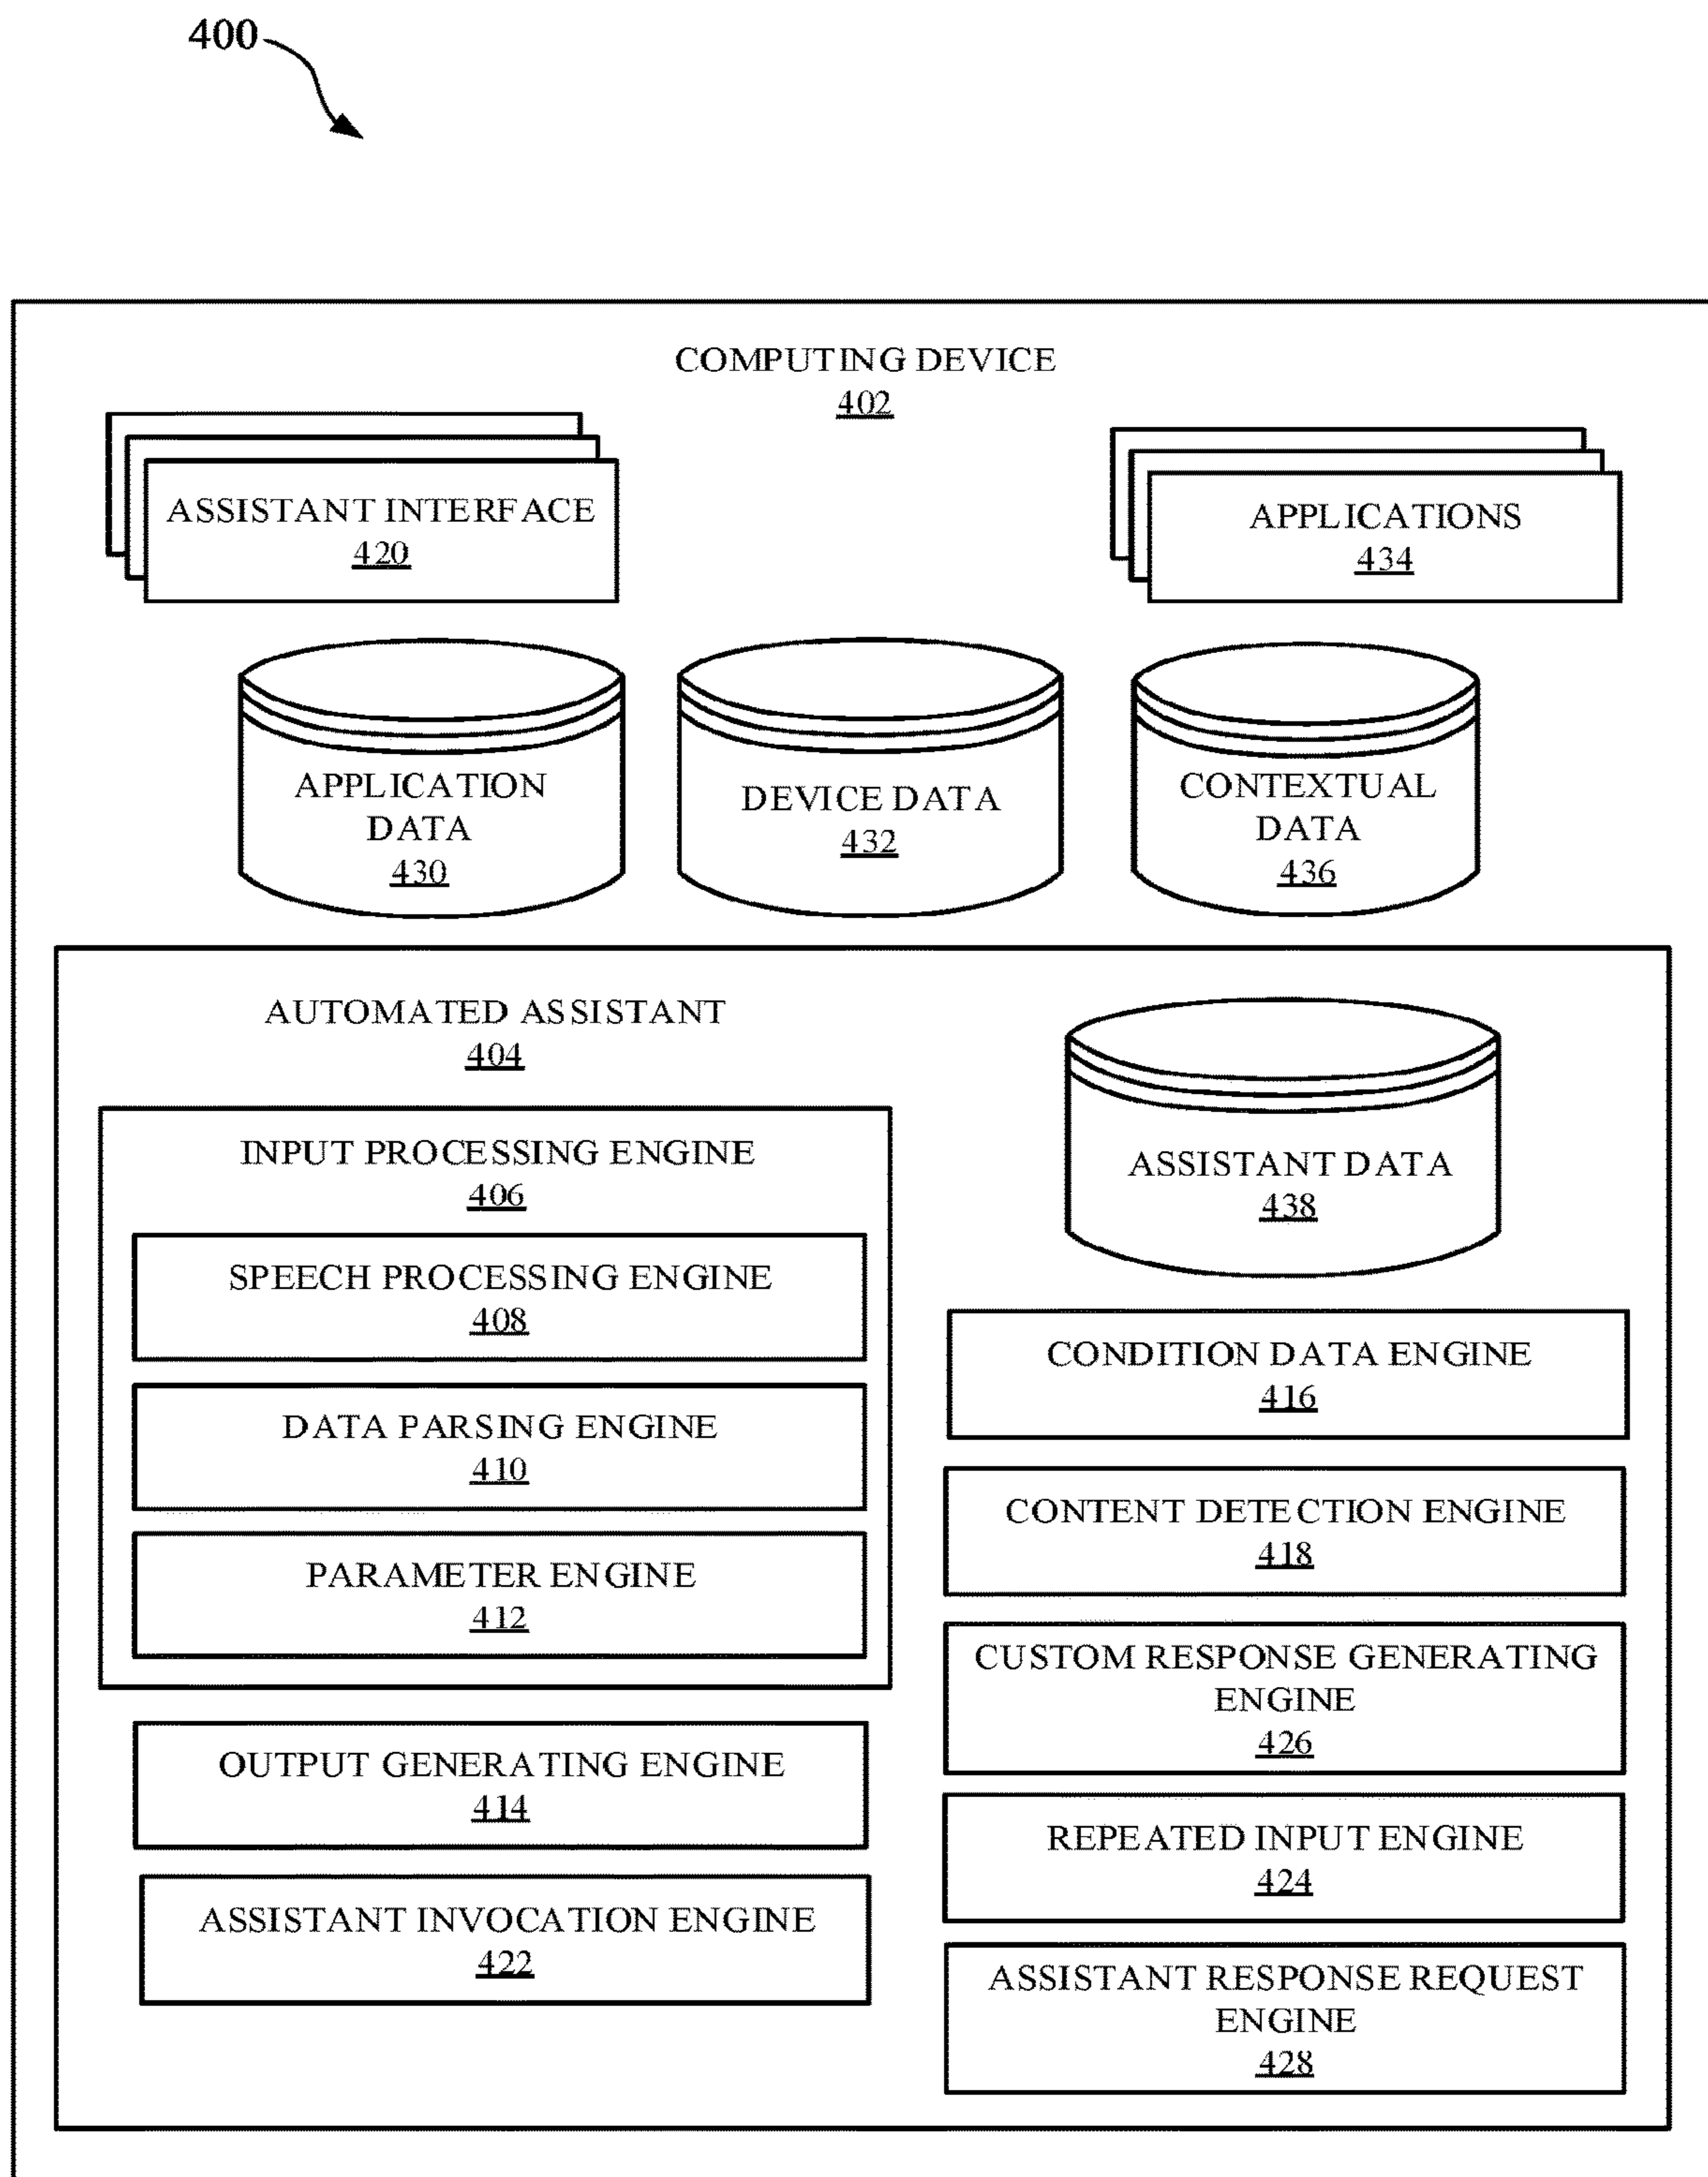 400
COMPUTING DEVICE
402
ASSISTANT INTERFACE
420
APPLICATIONS
434
APPLICATION
DATA
430
DEVICE DATA
432
CONTEXTUAL
DATA
436
AUTOMATED ASSISTANT
404
INPUT PROCESSING ENGINE
406
SPEECH PROCESSING ENGINE
408
DATA PARSING ENGINE
410
PARAMETER ENGINE
412
OUTPUT GENERATING ENGINE
414
ASSISTANT INVOCATION ENGINE
422
ASSISTANT DATA
438
CONDITION DATA ENGINE
416
CONTENT DETECTION ENGINE
418
CUSTOM RESPONSE GENERATING
ENGINE
426
REPEATED INPUT ENGINE
424
ASSISTANT RESPONSE REQUEST
ENGINE
428